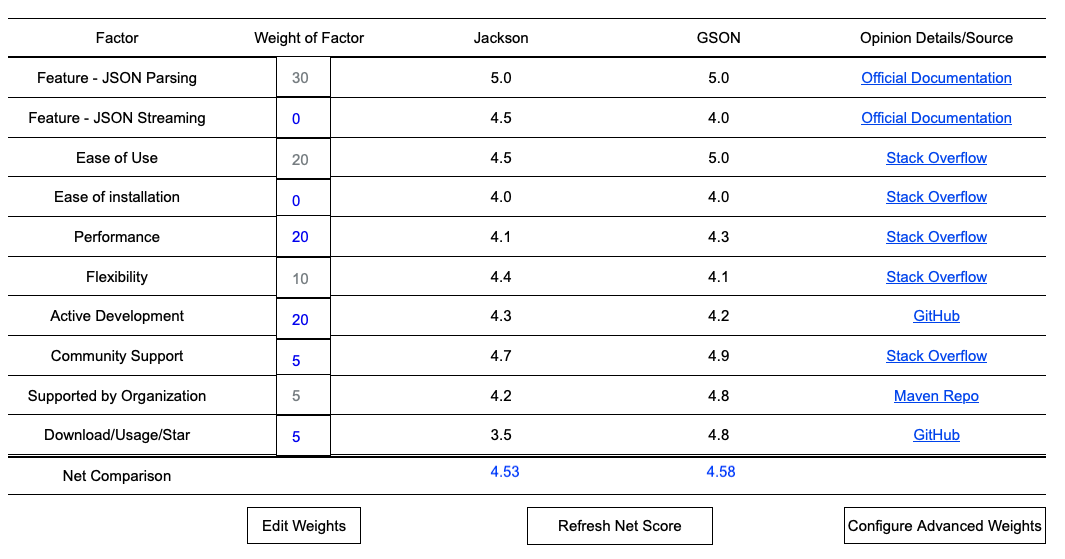 Factor Weight of Factor Jackson GSON Opinion Details/Source
Feature - JSON Parsing 30 5.0 5.0 Official Documentation
Feature - JSON Streaming 0 4.5 4.0 Official Documentation
Ease of Use 20 4.5 5.0 Stack Overflow
Ease of installation 0 4.0 4.0 Stack Overflow
Performance 20 4.1 4.3 Stack Overflow
Flexibility 10 4.4 4.1 Stack Overflow
Active Development 20 4.3 4.2 GitHub
Community Support 5 4.7 4.9 Stack Overflow
Supported by Organization 5 4.2 4.8 Maven Repo
Download/Usage/Star 5 3.5 4.8 GitHub
Net Comparison 4.53 4.58
Edit Weights Refresh Net Score Configure Advanced Weights